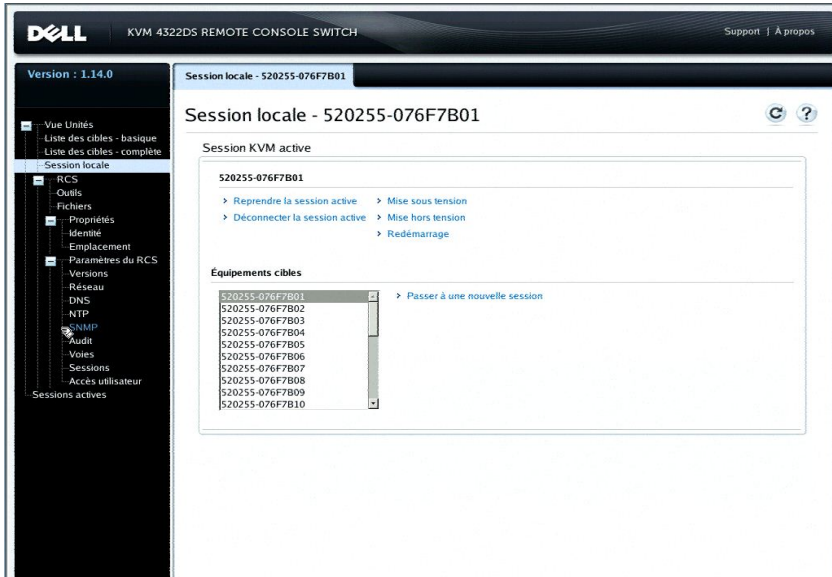 DELL
KVM 4322DS REMOTE CONSOLE SWITCH
Support | À propos
Version : 1.14.0
Session locale - 520255-076F7B01
Vue Unités
Liste des cibles - basique
Liste des cibles - complète
Session locale
RCS
Outils
Fichiers
Propriétés
Identité
Emplacement
Paramètres du RCS
Versions
Réseau
DNS
NTP
SNMP
Audit
Voies
Sessions
Accès utilisateur
Sessions actives
Session locale - 520255-076F7B01
Session KVM active
520255-076F7B01
Reprendre la session active
Mise sous tension
Déconnecter la session active
Mise hors tension
Redémarrage
Équipements cibles
520255-076F7B01
Passer à une nouvelle session
520255-076F7B02
520255-076F7B03
520255-076F7B04
520255-076F7B05
520255-076F7B06
520255-076F7B07
520255-076F7B08
520255-076F7B09
520255-076F7B10